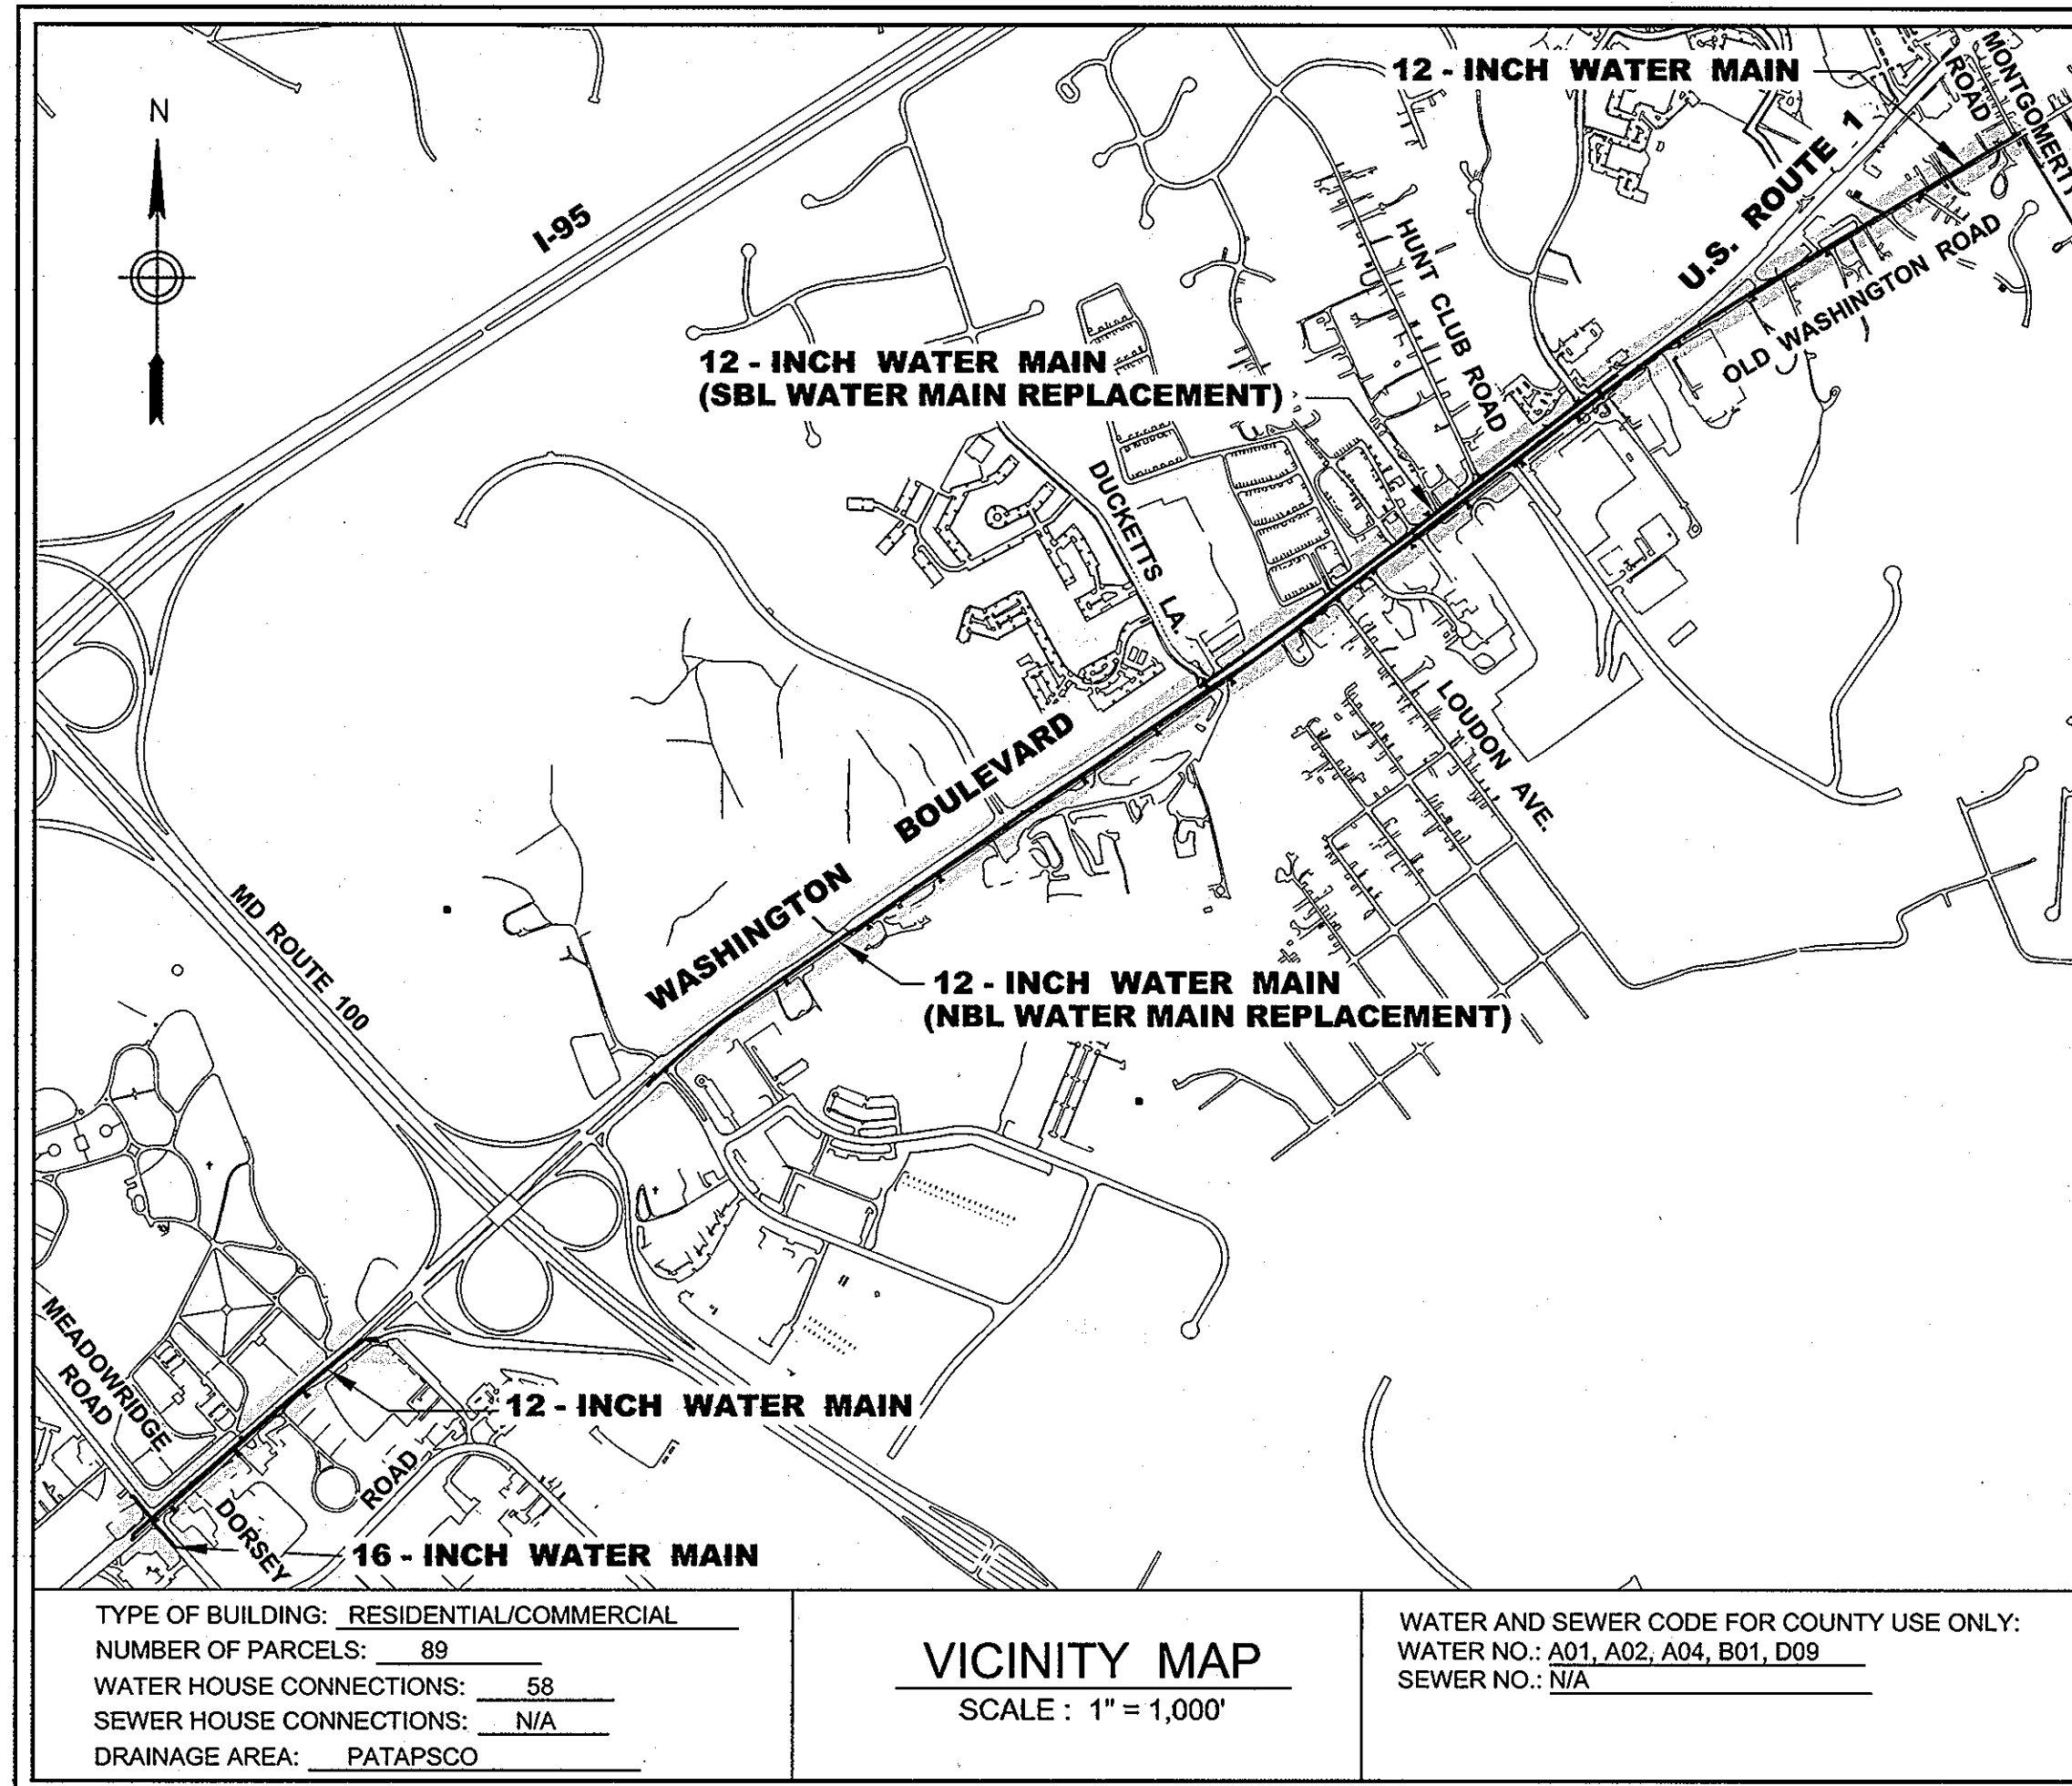 12 - INCH WATER MAIN
MONTGOMERY
ROAD
N
I-95
U.S. ROUTE 1
HUNT CLUB ROAD
OLD WASHINGTON ROAD
12 - INCH WATER MAIN
(SBL WATER MAIN REPLACEMENT)
DUCKETTS LA.
LOUDON AVE.
WASHINGTON BOULEVARD
MD ROUTE 100
12 - INCH WATER MAIN
(NBL WATER MAIN REPLACEMENT)
MEADOWRIDGE
ROAD
12 - INCH WATER MAIN
DORSEY ROAD
16 - INCH WATER MAIN
TYPE OF BUILDING: RESIDENTIAL/COMMERCIAL
NUMBER OF PARCELS: 89
WATER HOUSE CONNECTIONS: 58
SEWER HOUSE CONNECTIONS: N/A
DRAINAGE AREA: PATAPSCO
VICINITY MAP
SCALE : 1" = 1,000'
WATER AND SEWER CODE FOR COUNTY USE ONLY:
WATER NO.: A01, A02, A04, B01, D09
SEWER NO.: N/A